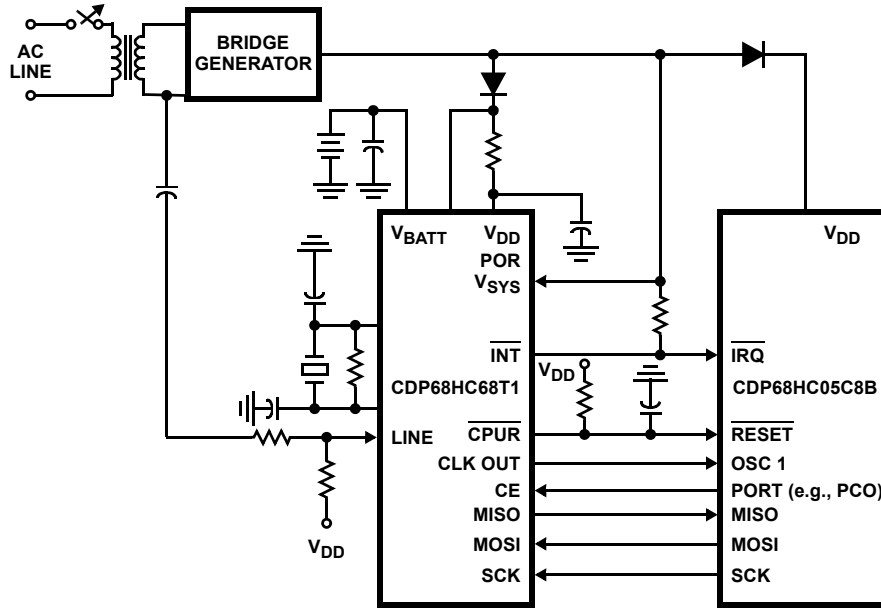 AC
LINE
BRIDGE
GENERATOR
VBATT
VDD
POR
VSYS
VDD
INT
IRQ
VDD
CDP68HC68T1
CDP68HC05C8B
LINE
CPUR
RESET
CLK OUT
OSC 1
CE
PORT (e.g., PCO)
MISO
MISO
VDD
MOSI
MOSI
SCK
SCK